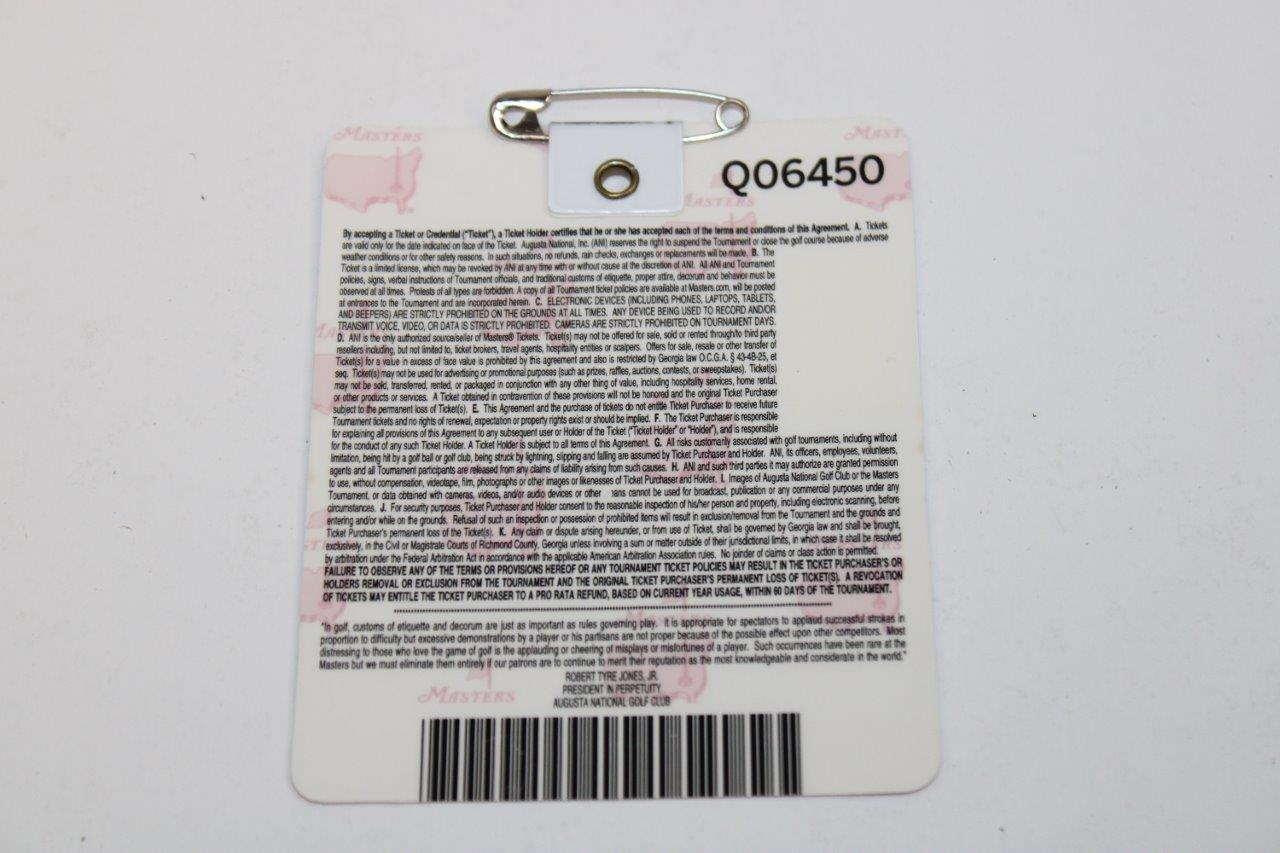 MASTERS
MAST
Q06450
MASTERS
By accepting a Ticket or Credential ("Ticket"), a Ticket Holder certifies that he or she has accepted each of the terms and conditions of this Agreement. A. Tickets
are valid only for the date indicated on face of the Ticket. Augusta National, Inc. (ANI) reserves the right to suspend the Tournament or close the golf course because of adverse
weather conditions or for other safety reasons. In such situations, no refunds, rain checks, exchanges or replacements will be made. B. The
Ticket is a limited license, which may be revoked by ANI at any time with or without cause at the discretion of ANI. All ANI and Tournament
policies, signs, verbal instructions of Tournament officials, and traditional customs of etiquette, proper attire, decorum and behavior must be
observed at all times. Protests of all types are forbidden. A copy of all Tournament ticket policies are available at Masters.com, will be posted
at entrances to the Tournament and are incorporated herein. C. ELECTRONIC DEVICES (INCLUDING PHONES, LAPTOPS, TABLETS,
AND BEEPERS) ARE STRICTLY PROHIBITED ON THE GROUNDS AT ALL TIMES. ANY DEVICE BEING USED TO RECORD AND/OR
TRANSMIT VOICE, VIDEO, OR DATA IS STRICTLY PROHIBITED. CAMERAS ARE STRICTLY PROHIBITED ON TOURNAMENT DAYS.
D. ANI is the only authorized source/seller of Masters® Tickets. Ticket(s) may not be offered for sale, sold or rented through/to third party
resellers including, but not limited to, ticket brokers, travel agents, hospitality entities or scalpers. Offers for sale, resale or other transfer of
Ticket(s) for a value in excess of face value is prohibited by this agreement and also is restricted by Georgia law O.C.G.A. § 43-4B-25, et
seq. Ticket(s) may not be used for advertising or promotional purposes (such as prizes, raffles, auctions, contests, or sweepstakes). Ticket(s)
may not be sold, transferred, rented, or packaged in conjunction with any other thing of value, including hospitality services, home rental,
or other products or services. A Ticket obtained in contravention of these provisions will not be honored and the original Ticket Purchaser
subject to the permanent loss of Ticket(s). E. This Agreement and the purchase of tickets do not entitle Ticket Purchaser to receive future
Tournament tickets and no rights of renewal, expectation or property rights exist or should be implied. F. The Ticket Purchaser is responsible
for explaining all provisions of this Agreement to any subsequent user or Holder of the Ticket ("Ticket Holder" or "Holder"), and is responsible
for the conduct of any such Ticket Holder. A Ticket Holder is subject to all terms of this Agreement. G. All risks customarily associated with golf tournaments, including without
limitation, being hit by a golf ball or golf club, being struck by lightning, slipping and falling are assumed by Ticket Purchaser and Holder. ANI, its officers, employees, volunteers,
agents and all Tournament participants are released from any claims of liability arising from such causes. H. ANI and such third parties it may authorize are granted permission
to use, without compensation, videotape, film, photographs or other images or likenesses of Ticket Purchaser and Holder. I. Images of Augusta National Golf Club or the Masters
Tournament, or data obtained with cameras, videos, and/or audio devices or other ans cannot be used for broadcast, publication or any commercial purposes under any
circumstances. J. For security purposes, Ticket Purchaser and Holder consent to the reasonable inspection of his/her person and property, including electronic scanning, before
entering and/or while on the grounds. Refusal of such an inspection or possession of prohibited items will result in exclusion/removal from the Tournament and the grounds and
Ticket Purchaser's permanent loss of the Ticket(s). K. Any claim or dispute arising hereunder, or from use of Ticket, shall be governed by Georgia law and shall be brought,
exclusively, in the Civil or Magistrate Courts of Richmond County, Georgia unless involving a sum or matter outside of their jurisdictional limits, in which case it shall be resolved
by arbitration under the Federal Arbitration Act in accordance with the applicable American Arbitration Association rules. No joinder of claims or class action is permitted.
FAILURE TO OBSERVE ANY OF THE TERMS OR PROVISIONS HEREOF OR ANY TOURNAMENT TICKET POLICIES MAY RESULT IN THE TICKET PURCHASER'S OR
HOLDERS REMOVAL OR EXCLUSION FROM THE TOURNAMENT AND THE ORIGINAL TICKET PURCHASER'S PERMANENT LOSS OF TICKET(S). A REVOCATION
OF TICKETS MAY ENTITLE THE TICKET PURCHASER TO A PRO RATA REFUND, BASED ON CURRENT YEAR USAGE, WITHIN 60 DAYS OF THE TOURNAMENT.
"In golf, customs of etiquette and decorum are just as important as rules governing play. It is appropriate for spectators to applaud successful strokes in
proportion to difficulty but excessive demonstrations by a player or his partisans are not proper because of the possible effect upon other competitors. Most
distressing to those who love the game of golf is the applauding or cheering of misplays or misfortunes of a player. Such occurrences have been rare at the
Masters but we must eliminate them entirely if our patrons are to continue to merit their reputation as the most knowledgeable and considerate in the world."
ROBERT TYRE JONES, JR.
PRESIDENT IN PERPETUITY
AUGUSTA NATIONAL GOLF CLUB
MASTERS